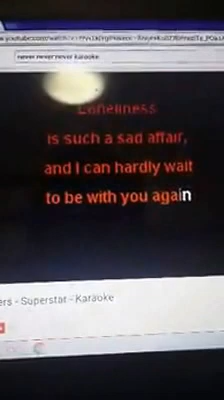 never never never karaoke
Loneliness
is such a sad affair,
and I can hardly wait
to be with you again
ers - Superstar - Karaoke